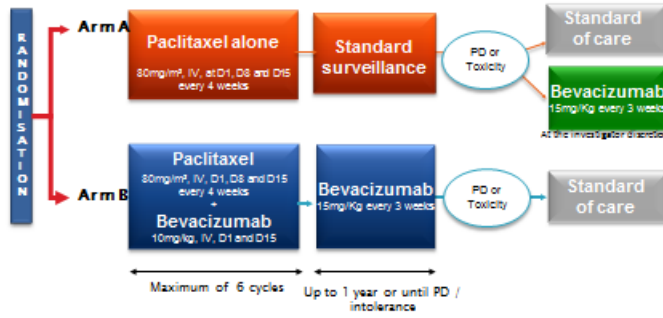 RANDOMISATION
Arm A
Paclitaxel alone
80mg/m², IV, at D1, D8 and D15
every 4 weeks
Standard
surveillance
PD or
Toxicity
Standard
of care
Bevacizumab
15mg/Kg every 3 weeks
At the investigator discretion
Arm B
Paclitaxel
80mg/m², IV, D1, D8 and D15
every 4 weeks
+
Bevacizumab
10mg/kg, IV, D1 and D15
Bevacizumab
15mg/Kg every 3 weeks
PD or
Toxicity
Standard
of care
Maximum of 6 cycles
Up to 1 year or until PD /
intolerance